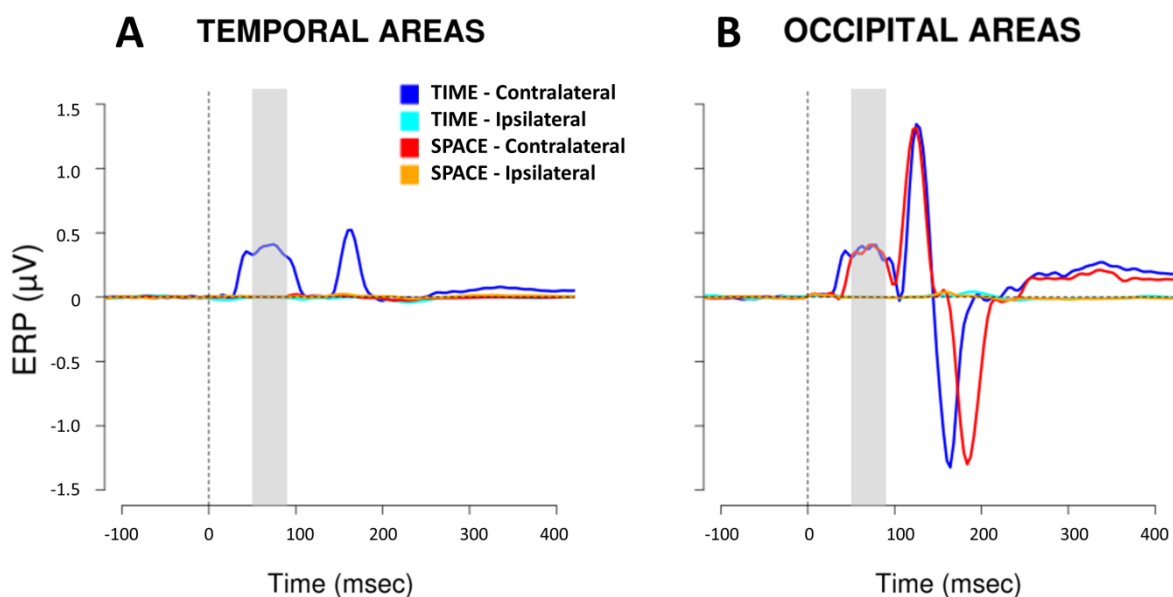 A TEMPORAL AREAS
B OCCIPITAL AREAS
TIME - Contralateral
TIME - Ipsilateral
SPACE - Contralateral
SPACE - Ipsilateral
ERP (µV)
1.5
1.0
0.5
0
-0.5
-1.0
-1.5
-100 0 100 200 300 400
-100 0 100 200 300 400
Time (msec)
Time (msec)